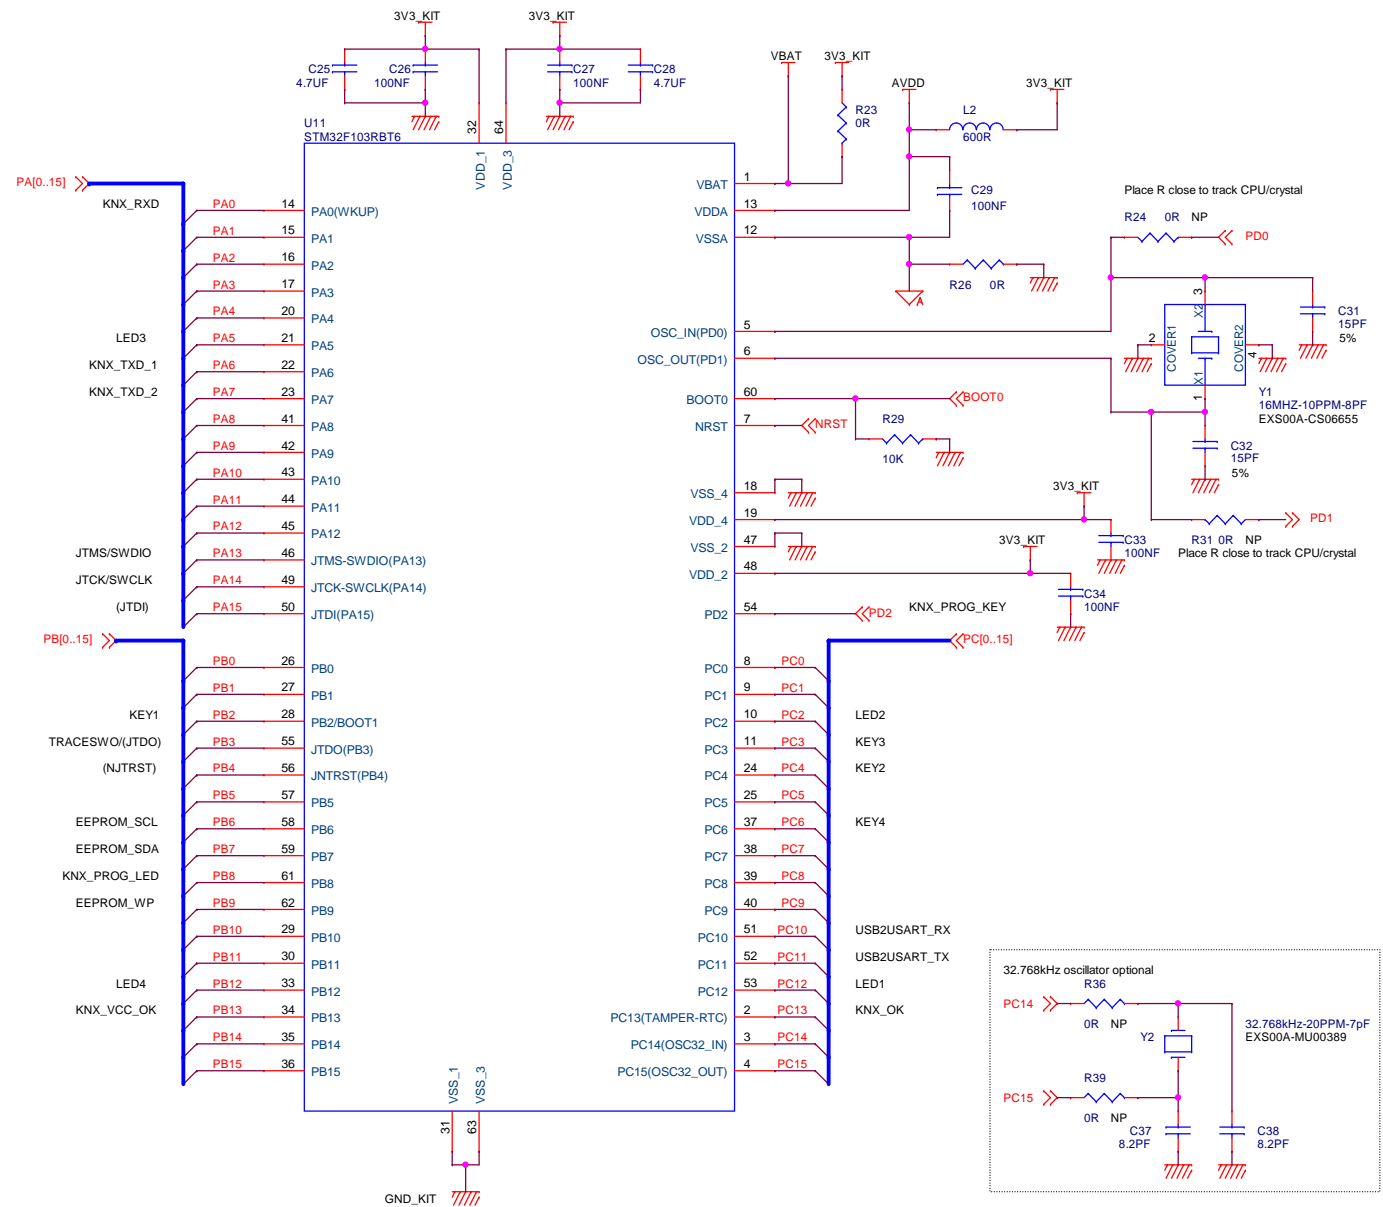 3V3_KIT
3V3_KIT
C25
4.7UF
C26
100NF
C27
100NF
C28
4.7UF
VBAT
3V3_KIT
R23
0R
AVDD
L2
600R
3V3_KIT
C29
100NF
R26 0R
A
U11
STM32F103RBT6
32
VDD_1
64
VDD_3
PA[0..15]
KNX_RXD PA0 14 PA0(WKUP)
PA1 15 PA1
PA2 16 PA2
PA3 17 PA3
PA4 20 PA4
LED3 PA5 21 PA5
KNX_TXD_1 PA6 22 PA6
KNX_TXD_2 PA7 23 PA7
PA8 41 PA8
PA9 42 PA9
PA10 43 PA10
PA11 44 PA11
PA12 45 PA12
JTMS/SWDIO PA13 46 JTMS-SWDIO(PA13)
JTCK/SWCLK PA14 49 JTCK-SWCLK(PA14)
(JTDI) PA15 50 JTDI(PA15)
PB[0..15]
PB0 26 PB0
PB1 27 PB1
KEY1 PB2 28 PB2/BOOT1
TRACESWO/(JTDO) PB3 55 JTDO(PB3)
(NJTRST) PB4 56 JNTRST(PB4)
PB5 57 PB5
EEPROM_SCL PB6 58 PB6
EEPROM_SDA PB7 59 PB7
KNX_PROG_LED PB8 61 PB8
EEPROM_WP PB9 62 PB9
PB10 29 PB10
PB11 30 PB11
LED4 PB12 33 PB12
KNX_VCC_OK PB13 34 PB13
PB14 35 PB14
PB15 36 PB15
VSS_1
31
VSS_3
63
GND_KIT
VBAT 1
VDDA 13
VSSA 12
OSC_IN(PD0) 5
OSC_OUT(PD1) 6
BOOT0 60 BOOT0
NRST 7 NRST
R29
10K
VSS_4 18
VDD_4 19
3V3_KIT
C33
100NF
VSS_2 47
VDD_2 48
3V3_KIT
C34
100NF
PD2 54 PD2 KNX_PROG_KEY
PC[0..15]
PC0 8 PC0
PC1 9 PC1
PC2 10 PC2 LED2
PC3 11 PC3 KEY3
PC4 24 PC4 KEY2
PC5 25 PC5
PC6 37 PC6 KEY4
PC7 38 PC7
PC8 39 PC8
PC9 40 PC9
PC10 51 PC10 USB2USART_RX
PC11 52 PC11 USB2USART_TX
PC12 53 PC12 LED1
PC13(TAMPER-RTC) 2 PC13 KNX_OK
PC14(OSC32_IN) 3 PC14
PC15(OSC32_OUT) 4 PC15
Place R close to track CPU/crystal
R24 0R NP
PD0
3
X2
2
COVER1
COVER2
4
X1
1
C31
15PF
5%
Y1
16MHZ-10PPM-8PF
EXS00A-CS06655
C32
15PF
5%
PD1
R31 0R NP
Place R close to track CPU/crystal
32.768kHz oscillator optional
R36
PC14
0R NP
Y2
32.768kHz-20PPM-7pF
EXS00A-MU00389
R39
PC15
0R NP
C37
8.2PF
C38
8.2PF